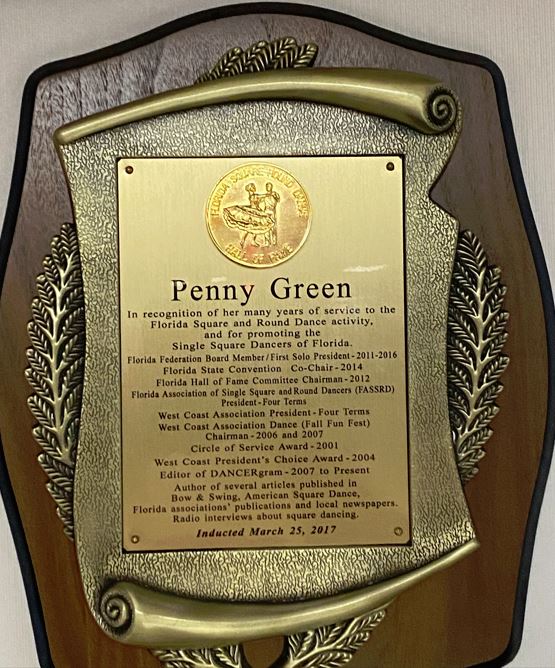 FLORIDA SQUARE ROUND DANCE
HALL OF FAME
Penny Green
In recognition of her many years of service to the
Florida Square and Round Dance activity,
and for promoting the
Single Square Dancers of Florida.
Florida Federation Board Member/First Solo President-2011-2016
Florida State Convention Co-Chair-2014
Florida Hall of Fame Committee Chairman-2012
Florida Association of Single Square and Round Dancers (FASSRD)
President-Four Terms
West Coast Association President-Four Terms
West Coast Association Dance (Fall Fun Fest)
Chairman-2006 and 2007
Circle of Service Award-2001
West Coast President's Choice Award-2004
Editor of DANCERgram-2007 to Present
Author of several articles published in
Bow & Swing, American Square Dance,
Florida associations' publications and local newspapers.
Radio interviews about square dancing.
Inducted March 25, 2017